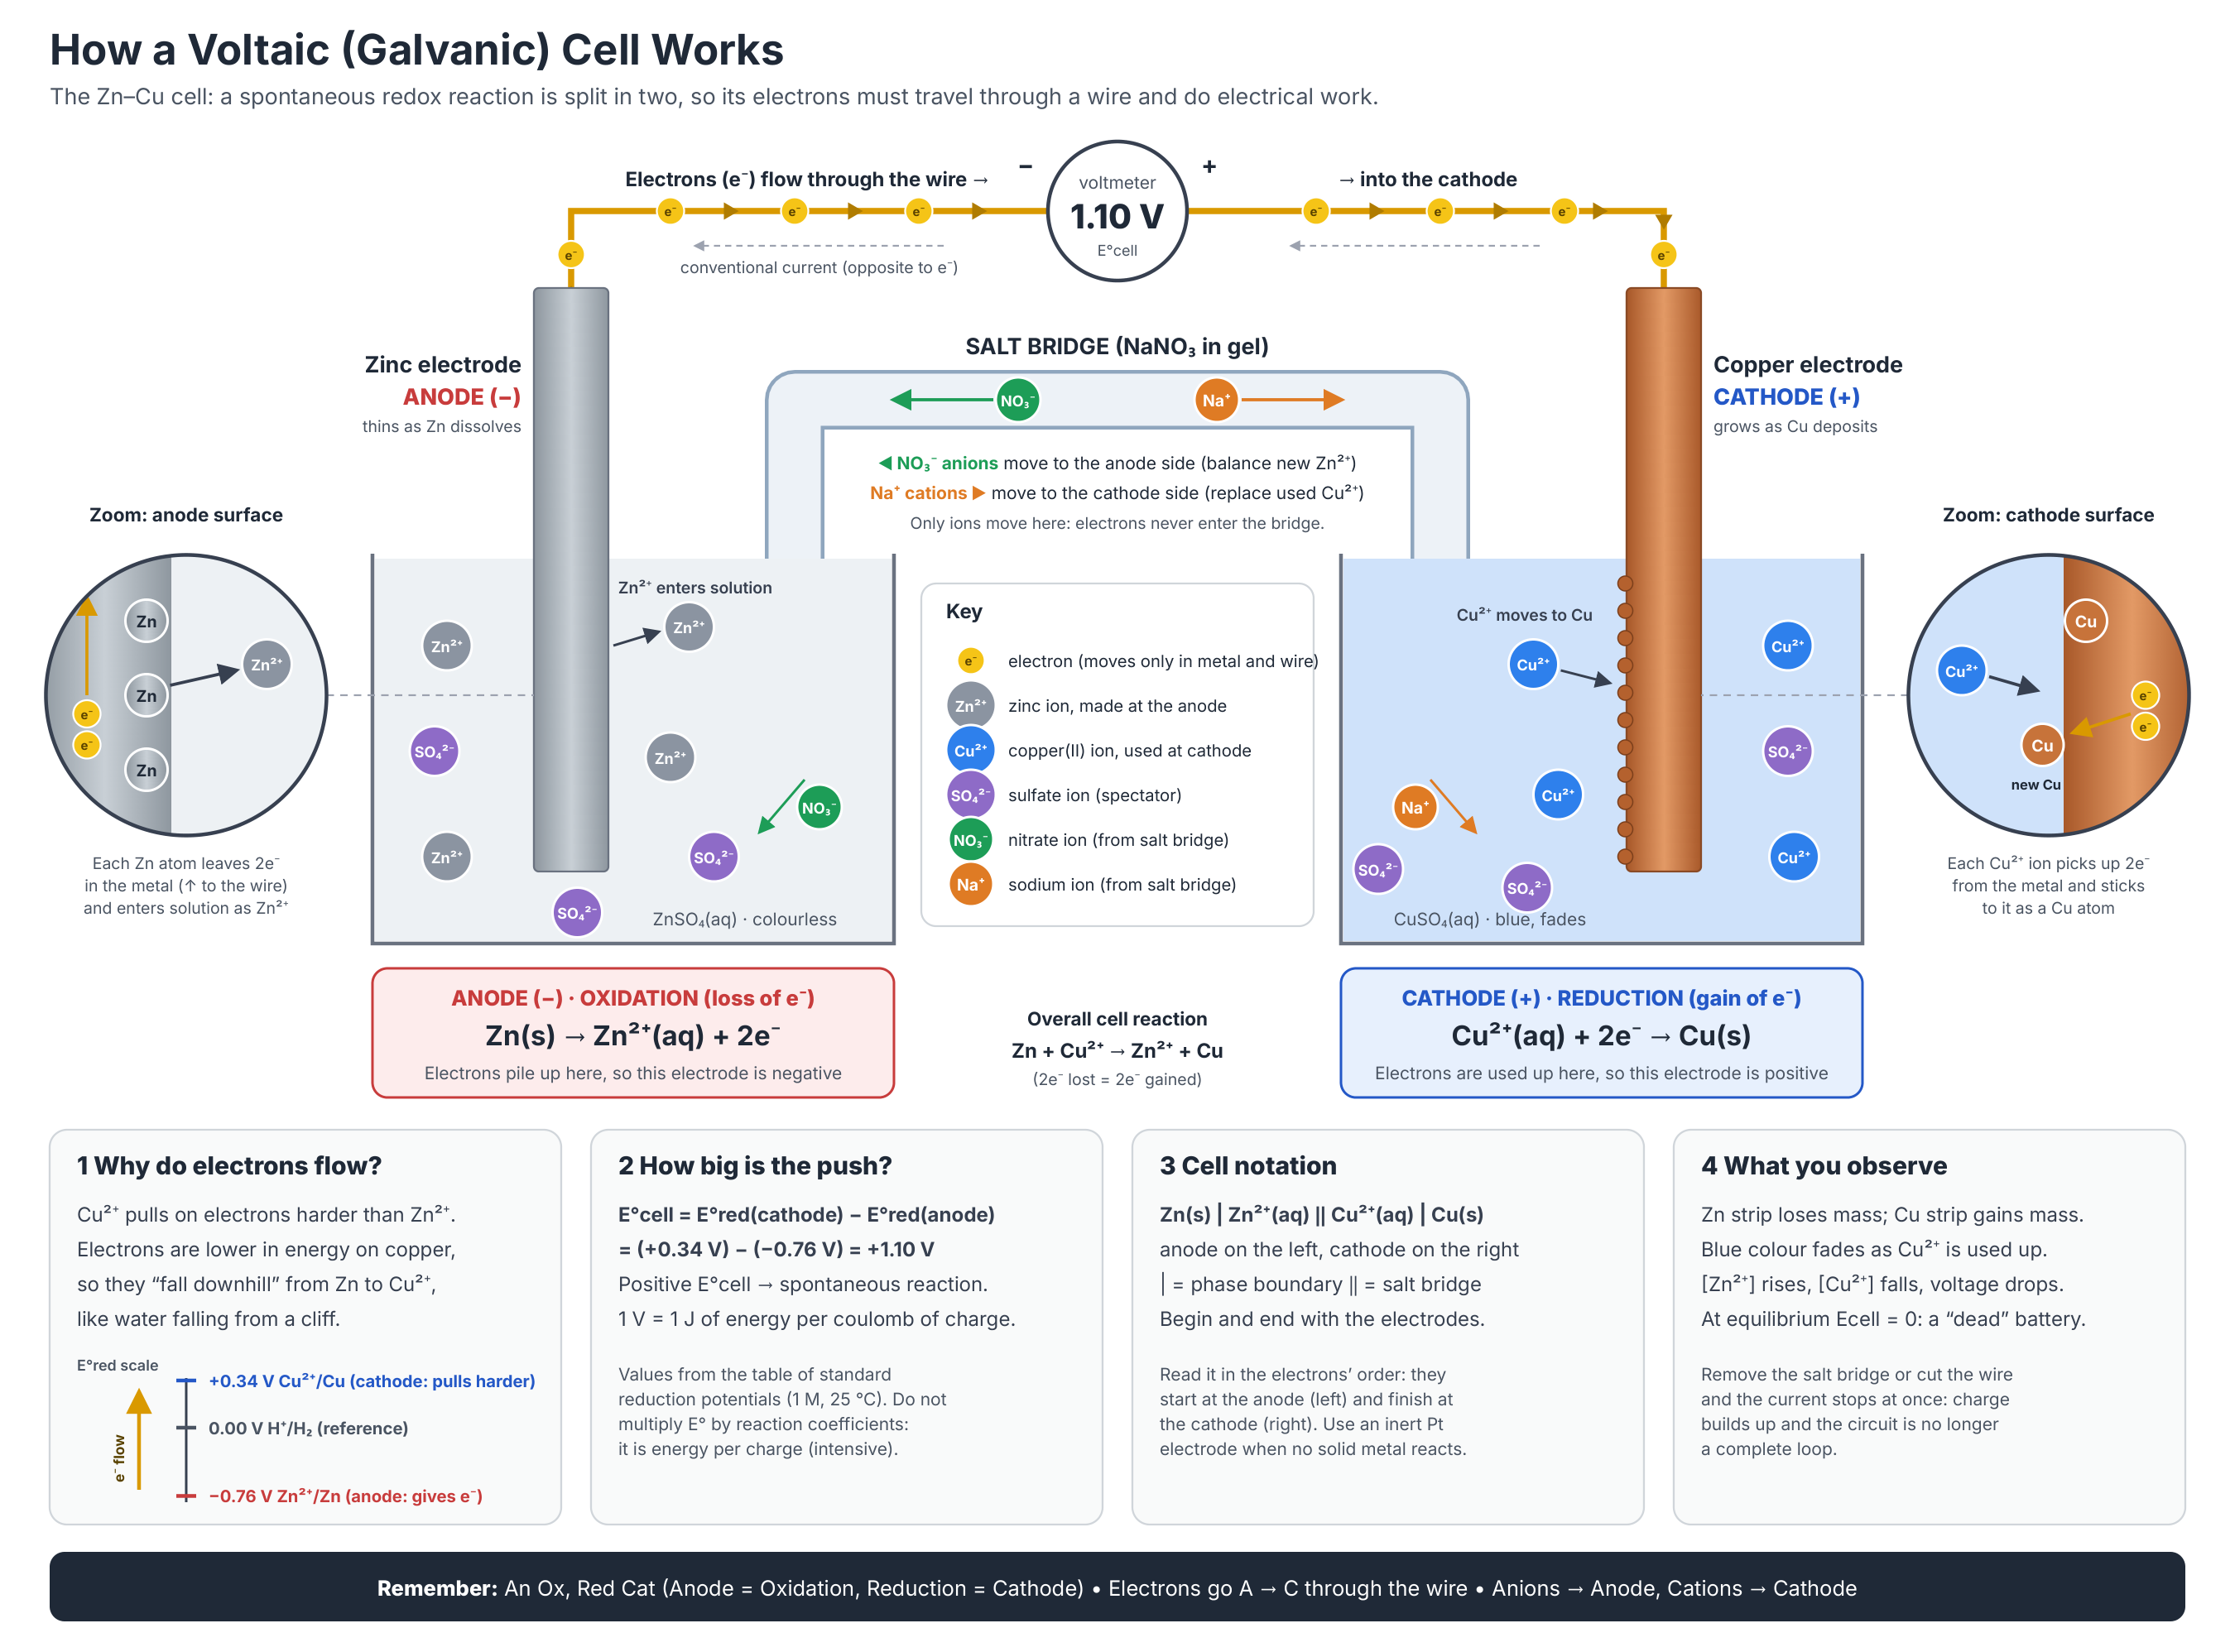 How a Voltaic (Galvanic) Cell Works
The Zn–Cu cell: a spontaneous redox reaction is split in two, so its electrons must travel through a wire and do electrical work.
Electrons (e⁻) flow through the wire →
−
voltmeter
1.10 V
E°cell
+
→ into the cathode
e⁻
e⁻
e⁻
e⁻
e⁻
e⁻
e⁻
e⁻
conventional current (opposite to e⁻)
Zinc electrode
ANODE (−)
thins as Zn dissolves
SALT BRIDGE (NaNO₃ in gel)
NO₃⁻
Na⁺
◀ NO₃⁻ anions move to the anode side (balance new Zn²⁺)
Na⁺ cations ▶ move to the cathode side (replace used Cu²⁺)
Only ions move here: electrons never enter the bridge.
Copper electrode
CATHODE (+)
grows as Cu deposits
Zoom: anode surface
Zn
Zn
Zn
Zn²⁺
e⁻
e⁻
Each Zn atom leaves 2e⁻
in the metal (↑ to the wire)
and enters solution as Zn²⁺
Zn²⁺ enters solution
Zn²⁺
Zn²⁺
SO₄²⁻
Zn²⁺
NO₃⁻
Zn²⁺
SO₄²⁻
SO₄²⁻
ZnSO₄(aq) · colourless
Key
e⁻ electron (moves only in metal and wire)
Zn²⁺ zinc ion, made at the anode
Cu²⁺ copper(II) ion, used at cathode
SO₄²⁻ sulfate ion (spectator)
NO₃⁻ nitrate ion (from salt bridge)
Na⁺ sodium ion (from salt bridge)
Cu²⁺ moves to Cu
Cu²⁺
Cu²⁺
SO₄²⁻
Na⁺
Cu²⁺
SO₄²⁻
SO₄²⁻
Cu²⁺
CuSO₄(aq) · blue, fades
Zoom: cathode surface
Cu
Cu²⁺
e⁻
e⁻
Cu
new Cu
Each Cu²⁺ ion picks up 2e⁻
from the metal and sticks
to it as a Cu atom
ANODE (−) · OXIDATION (loss of e⁻)
Zn(s) → Zn²⁺(aq) + 2e⁻
Electrons pile up here, so this electrode is negative
Overall cell reaction
Zn + Cu²⁺ → Zn²⁺ + Cu
(2e⁻ lost = 2e⁻ gained)
CATHODE (+) · REDUCTION (gain of e⁻)
Cu²⁺(aq) + 2e⁻ → Cu(s)
Electrons are used up here, so this electrode is positive
1 Why do electrons flow?
Cu²⁺ pulls on electrons harder than Zn²⁺.
Electrons are lower in energy on copper,
so they “fall downhill” from Zn to Cu²⁺,
like water falling from a cliff.
E°red scale
+0.34 V Cu²⁺/Cu (cathode: pulls harder)
0.00 V H⁺/H₂ (reference)
−0.76 V Zn²⁺/Zn (anode: gives e⁻)
e⁻ flow
2 How big is the push?
E°cell = E°red(cathode) − E°red(anode)
= (+0.34 V) − (−0.76 V) = +1.10 V
Positive E°cell → spontaneous reaction.
1 V = 1 J of energy per coulomb of charge.
Values from the table of standard
reduction potentials (1 M, 25 °C). Do not
multiply E° by reaction coefficients:
it is energy per charge (intensive).
3 Cell notation
Zn(s) | Zn²⁺(aq) ‖ Cu²⁺(aq) | Cu(s)
anode on the left, cathode on the right
| = phase boundary ‖ = salt bridge
Begin and end with the electrodes.
Read it in the electrons’ order: they
start at the anode (left) and finish at
the cathode (right). Use an inert Pt
electrode when no solid metal reacts.
4 What you observe
Zn strip loses mass; Cu strip gains mass.
Blue colour fades as Cu²⁺ is used up.
[Zn²⁺] rises, [Cu²⁺] falls, voltage drops.
At equilibrium Ecell = 0: a “dead” battery.
Remove the salt bridge or cut the wire
and the current stops at once: charge
builds up and the circuit is no longer
a complete loop.
Remember: An Ox, Red Cat (Anode = Oxidation, Reduction = Cathode) • Electrons go A → C through the wire • Anions → Anode, Cations → Cathode